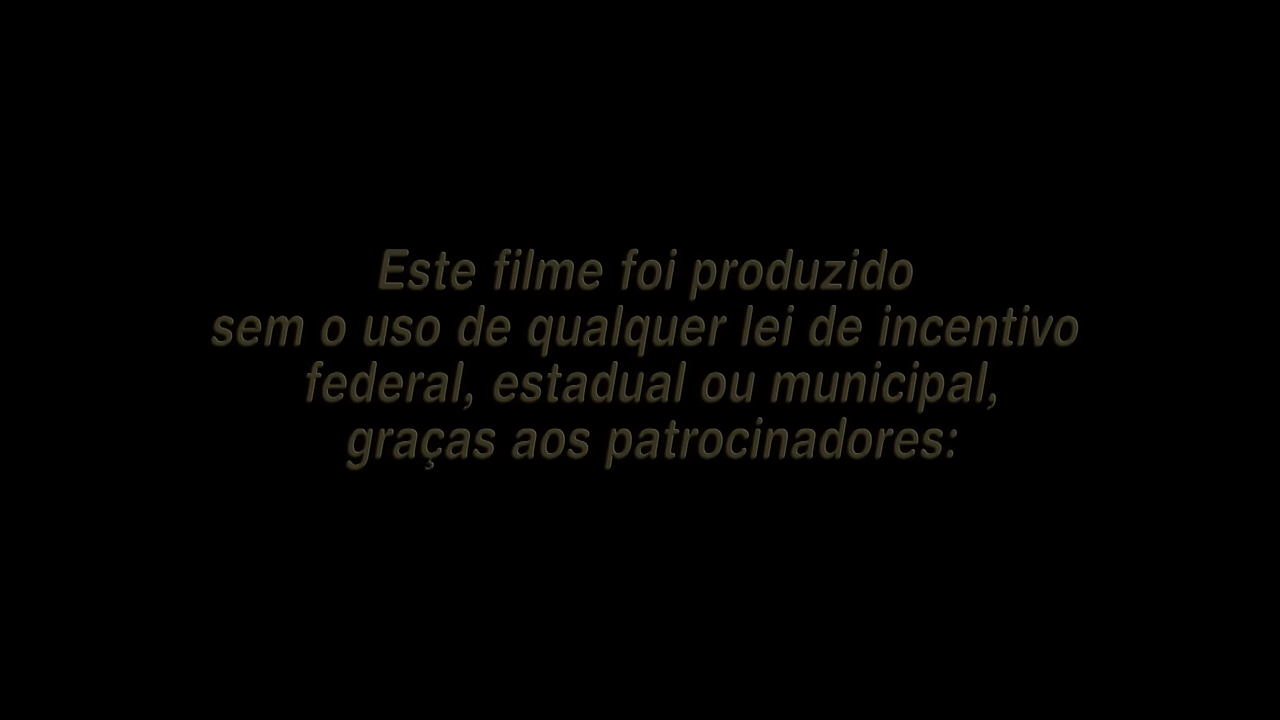 Este filme foi produzido
sem o uso de qualquer lei de incentivo
federal, estadual ou municipal,
graças aos patrocinadores: